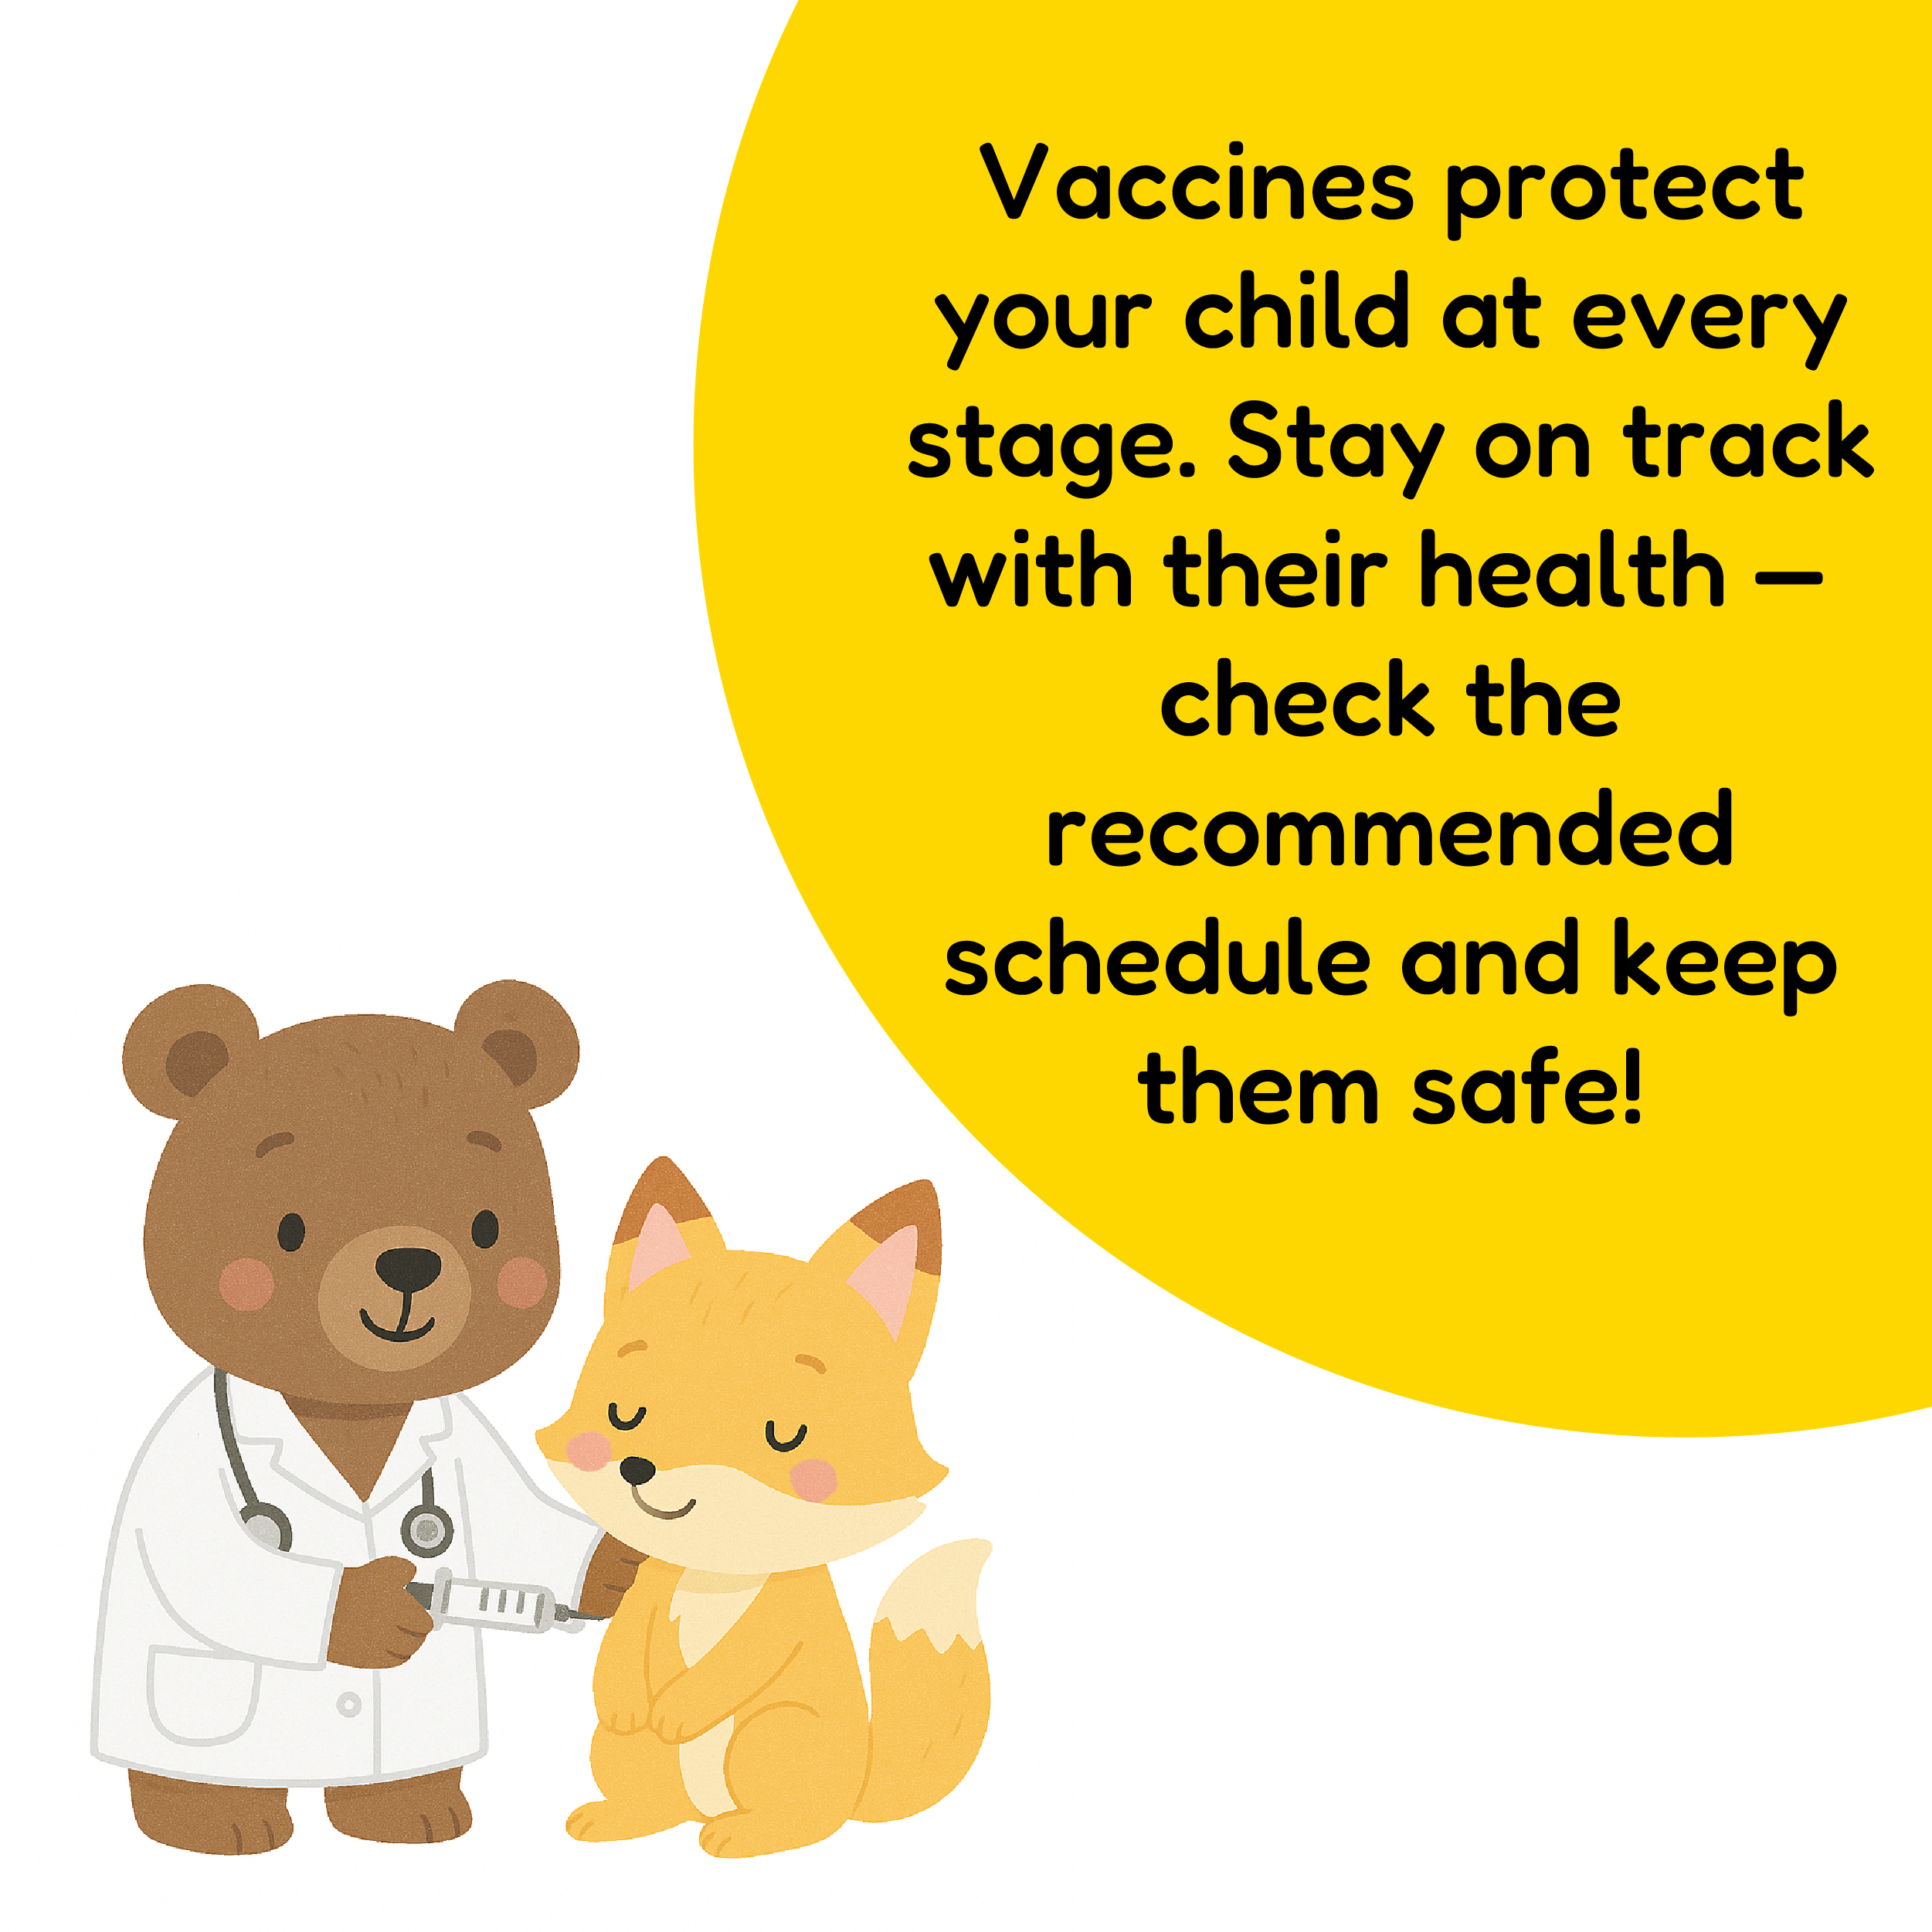 Vaccines protect
your child at every
stage. Stay on track
with their health –
check the
recommended
schedule and keep
them safe!